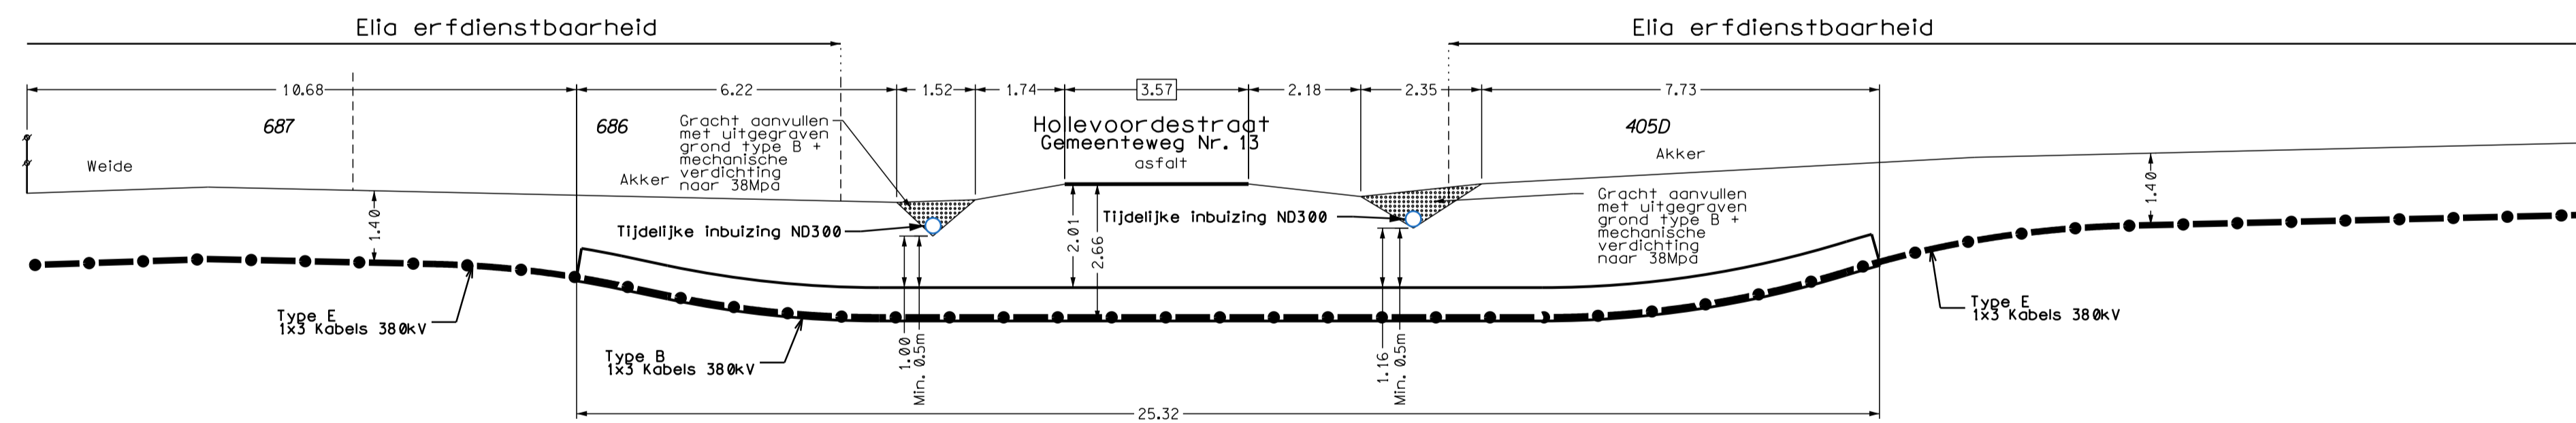 Elia erfdienstbaarheid
Elia erfdienstbaarheid
10.68
6.22
1.52
1.74
3.57
2.18
2.35
7.73
687
686
Gracht aanvullen
met uitgegraven
grond type B +
mechanische
verdichting
naar 38Mpa
Hollevoordestraat
Gemeenteweg Nr. 13
asfalt
405D
Weide
Akker
Akker
1.40
Tijdelijke inbuizing ND300
2.01
2.66
Tijdelijke inbuizing ND300
Gracht aanvullen
met uitgegraven
grond type B +
mechanische
verdichting
naar 38Mpa
1.40
Type E
1x3 Kabels 380kV
Type B
1x3 Kabels 380kV
1.00
Min. 0.5m
1.16
Min. 0.5m
Type E
1x3 Kabels 380kV
25.32